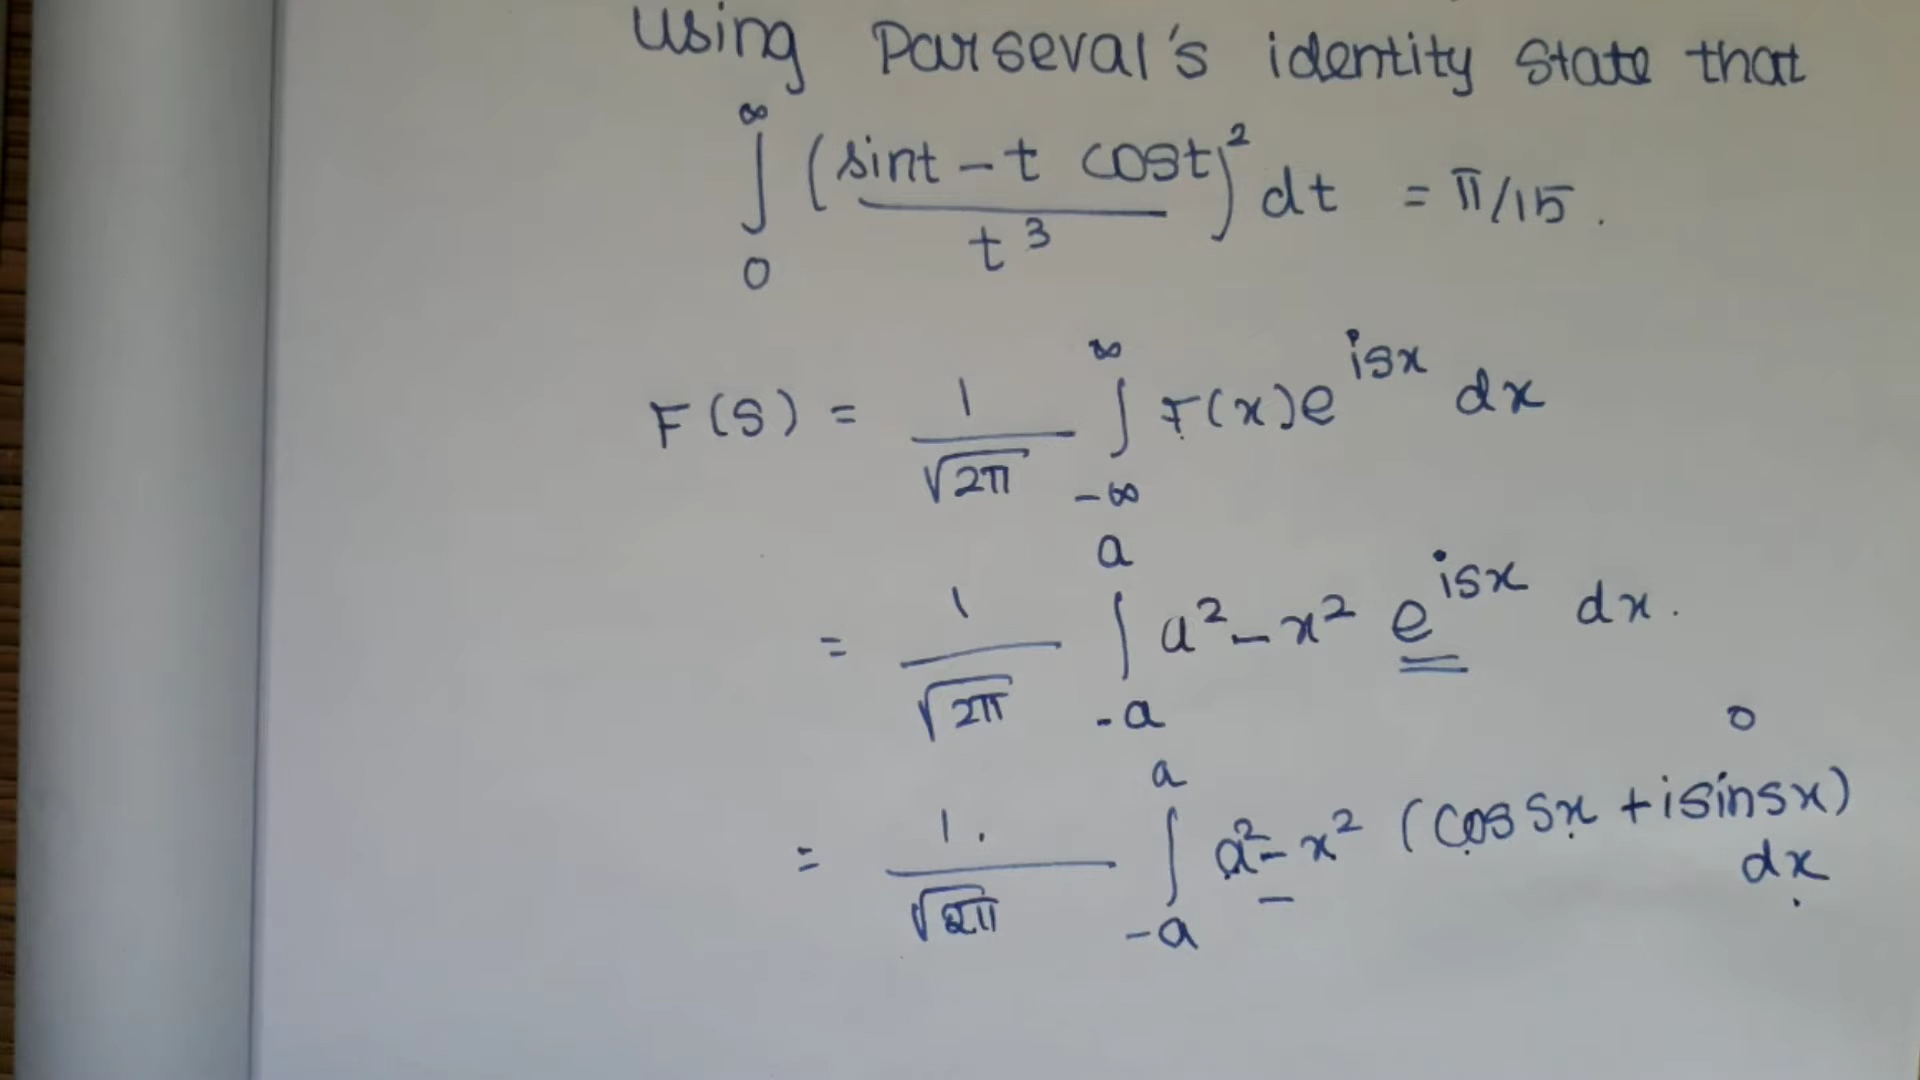 Using Parseval's identity state that
∫₀^∞ (sint - t cost / t³)² dt = π/15.
F(S) = 1/√2π ∫_{-∞}^{∞} F(x)e^{isx} dx
= 1/√2π ∫_{-a}^{a} a² - x² e^{isx} dx.
= 1/√2π ∫_{-a}^{a} a² - x² (cos sx + i sin sx) dx
0